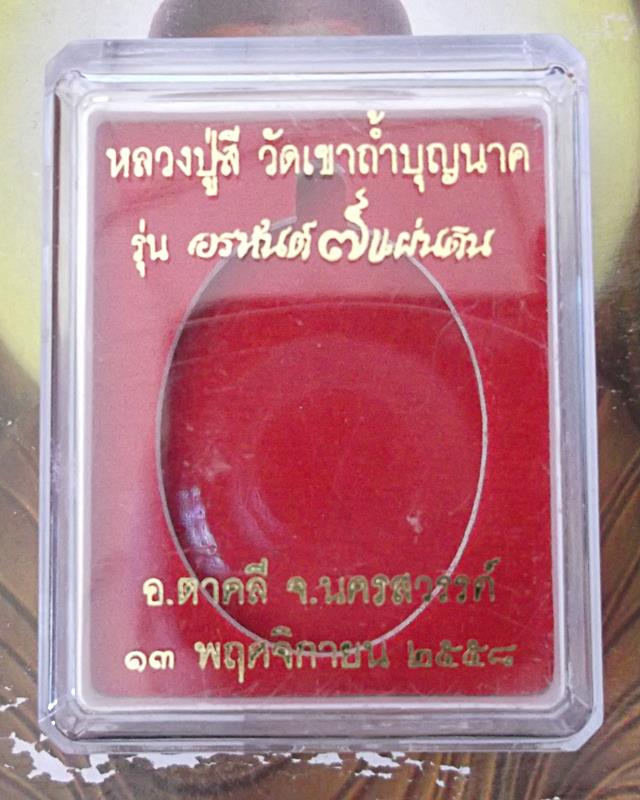 หลวงปู่สี วัดเขาถ้ำบุญนาค
รุ่น อรหันต์ ๗ แผ่นดิน
อ.ตาคลี จ.นครสวรรค์
๑๓ พฤศจิกายน ๒๕๕๘